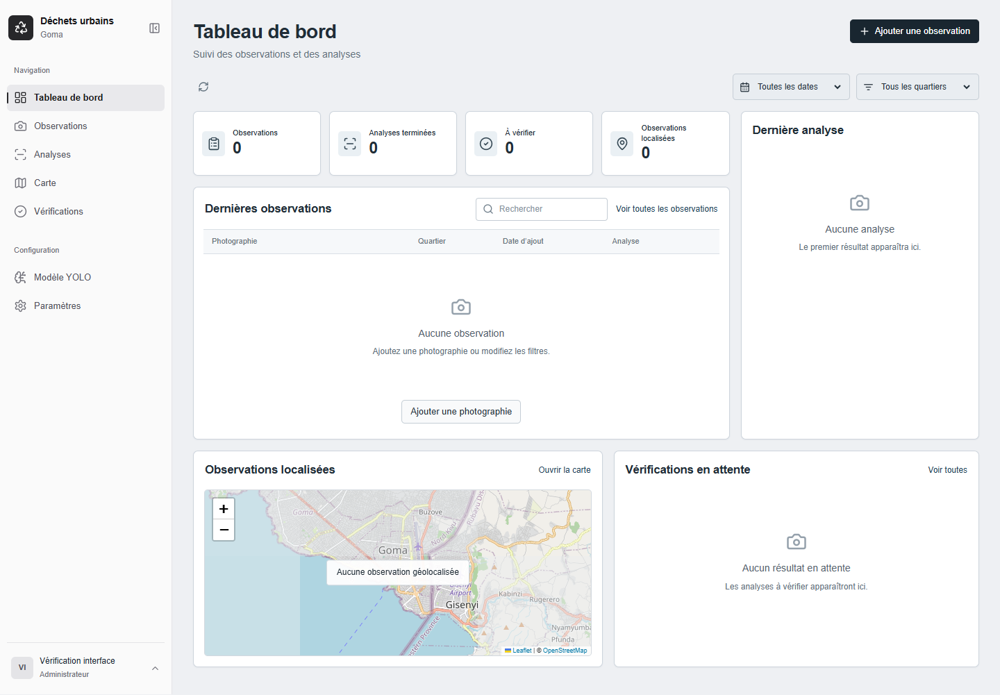 Déchets urbains
Goma
Navigation
Tableau de bord
Observations
Analyses
Carte
Vérifications
Configuration
Modèle YOLO
Paramètres
VI
Vérification interface
Administrateur
Tableau de bord
Suivi des observations et des analyses
Ajouter une observation
Toutes les dates
Tous les quartiers
Observations
0
Analyses terminées
0
À vérifier
0
Observations
localisées
0
Dernière analyse
Aucune analyse
Le premier résultat apparaîtra ici.
Dernières observations
Rechercher
Voir toutes les observations
Photographie
Quartier
Date d'ajout
Analyse
Aucune observation
Ajoutez une photographie ou modifiez les filtres.
Ajouter une photographie
Observations localisées
Ouvrir la carte
+
−
Goma
Buzove
Nord Kivu
Goma
Aucune observation géolocalisée
Airport
Gisenyi
Kabinzi
Rugerero
Pfunda
Leaflet | © OpenStreetMap
Vérifications en attente
Voir toutes
Aucun résultat en attente
Les analyses à vérifier apparaîtront ici.